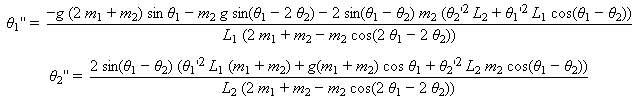 θ₁'' = −g (2 m₁ + m₂) sin θ₁ − m₂ g sin(θ₁ − 2 θ₂) − 2 sin(θ₁ − θ₂) m₂ (θ₂'² L₂ + θ₁'² L₁ cos(θ₁ − θ₂))
L₁ (2 m₁ + m₂ − m₂ cos(2 θ₁ − 2 θ₂))
θ₂'' = 2 sin(θ₁ − θ₂) (θ₁'² L₁ (m₁ + m₂) + g(m₁ + m₂) cos θ₁ + θ₂'² L₂ m₂ cos(θ₁ − θ₂))
L₂ (2 m₁ + m₂ − m₂ cos(2 θ₁ − 2 θ₂))